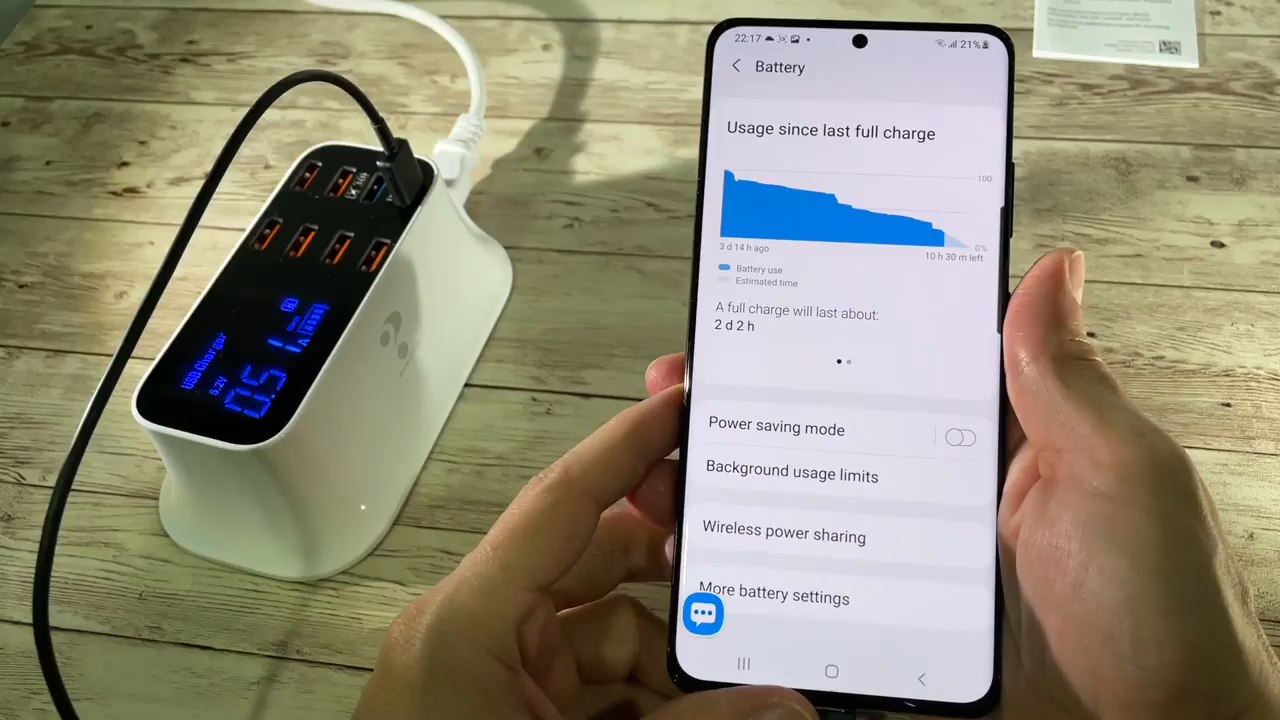 USB Charger
5.2V
0.51
A
22:17
21%
Battery
Usage since last full charge
100
0%
3 d 14 h ago
10 h 30 m left
Battery use
Estimated time
A full charge will last about:
2 d 2 h
Power saving mode
Background usage limits
Wireless power sharing
More battery settings